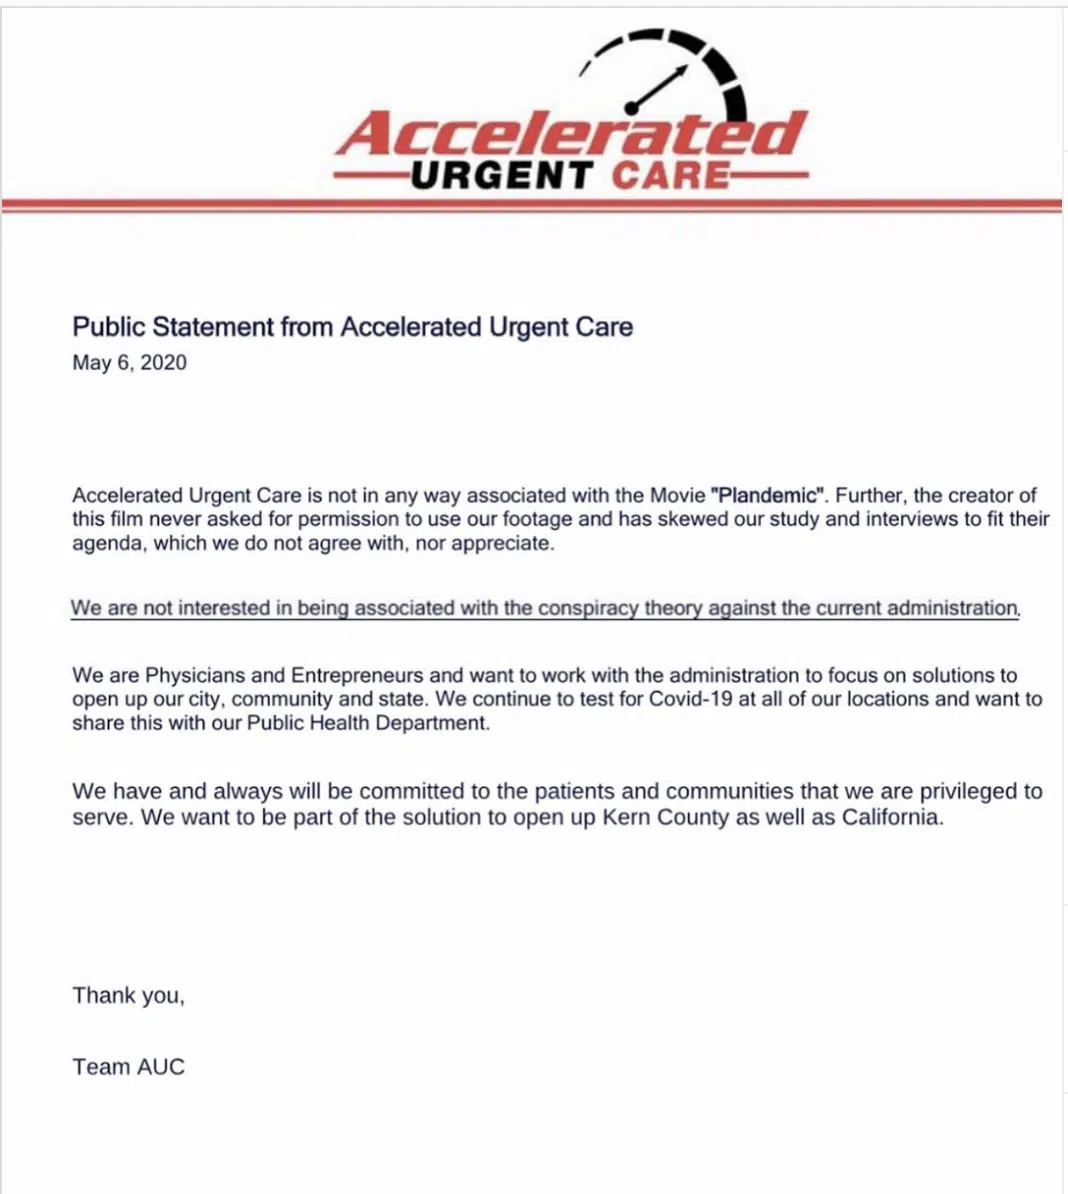 Accelerated
URGENT CARE
Public Statement from Accelerated Urgent Care
May 6, 2020
Accelerated Urgent Care is not in any way associated with the Movie "Plandemic". Further, the creator of
this film never asked for permission to use our footage and has skewed our study and interviews to fit their
agenda, which we do not agree with, nor appreciate.
We are not interested in being associated with the conspiracy theory against the current administration.
We are Physicians and Entrepreneurs and want to work with the administration to focus on solutions to
open up our city, community and state. We continue to test for Covid-19 at all of our locations and want to
share this with our Public Health Department.
We have and always will be committed to the patients and communities that we are privileged to
serve. We want to be part of the solution to open up Kern County as well as California.
Thank you,
Team AUC